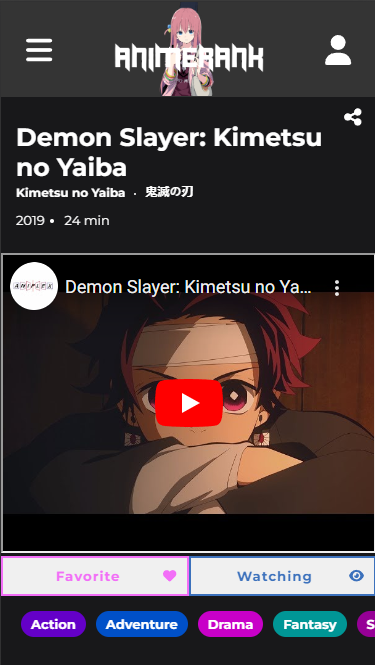 ANIMERANK
Demon Slayer: Kimetsu
no Yaiba
Kimetsu no Yaiba · 鬼滅の刃
2019 • 24 min
ANIPLEX
Demon Slayer: Kimetsu no Ya...
Favorite
Watching
Action Adventure Drama Fantasy S